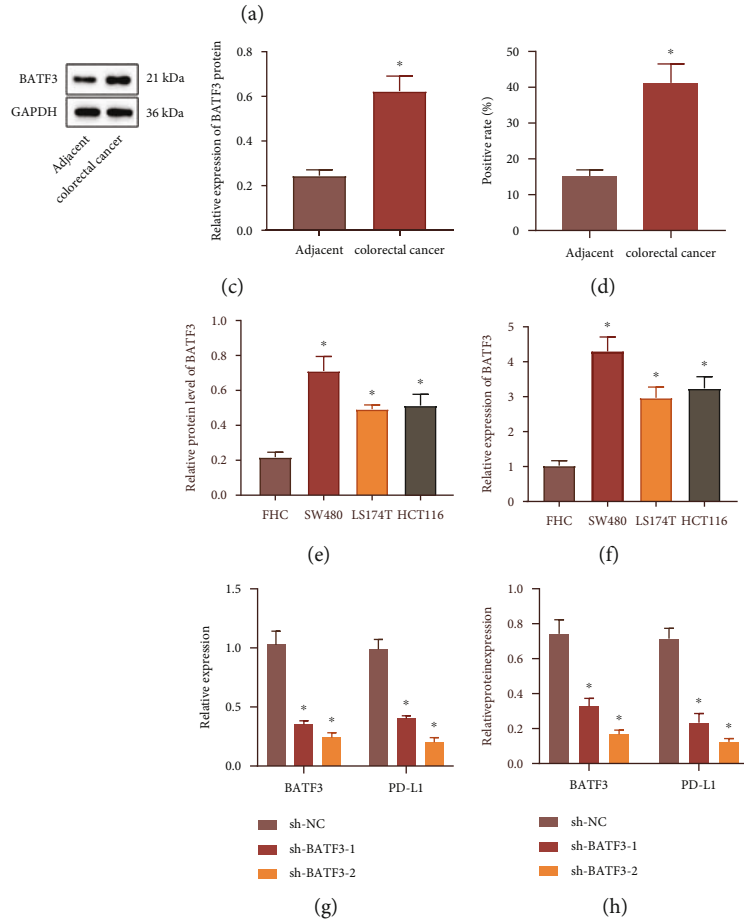 (a)
BATF3
21 kDa
GAPDH
36 kDa
Adjacent
colorectal cancer
Relative expression of BATF3 protein
0.8
0.6
0.4
0.2
0.0
*
Adjacent
colorectal cancer
(c)
Positive rate (%)
50
40
30
20
10
0
*
Adjacent
colorectal cancer
(d)
Relative protein level of BATF3
1.0
0.8
0.6
0.4
0.2
0.0
*
*
*
FHC SW480 LS174T HCT116
(e)
Relative expression of BATF3
5
4
3
2
1
0
*
*
*
FHC SW480 LS174T HCT116
(f)
Relative expression
1.5
1.0
0.5
0.0
*
*
*
*
BATF3
PD-L1
sh-NC
sh-BATF3-1
sh-BATF3-2
(g)
Relativeproteinexpression
1.0
0.8
0.6
0.4
0.2
0.0
*
*
*
*
BATF3
PD-L1
sh-NC
sh-BATF3-1
sh-BATF3-2
(h)